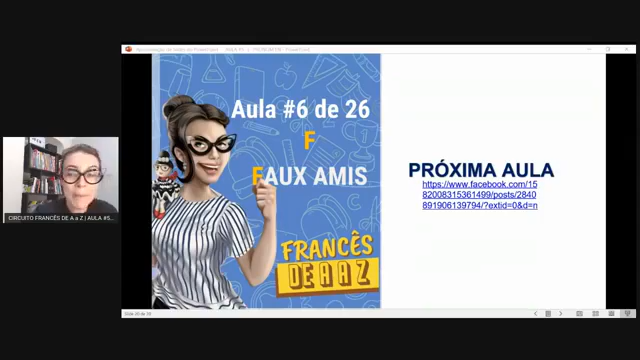 Aula #6 de 26
F
FAUX AMIS
FRANCÊS
DE A A Z
PRÓXIMA AULA
https://www.facebook.com/15
82008315361499/posts/2840
891906139794/?extid=0&d=n
CIRCUITO FRANCÊS DE A a Z | AULA #5...